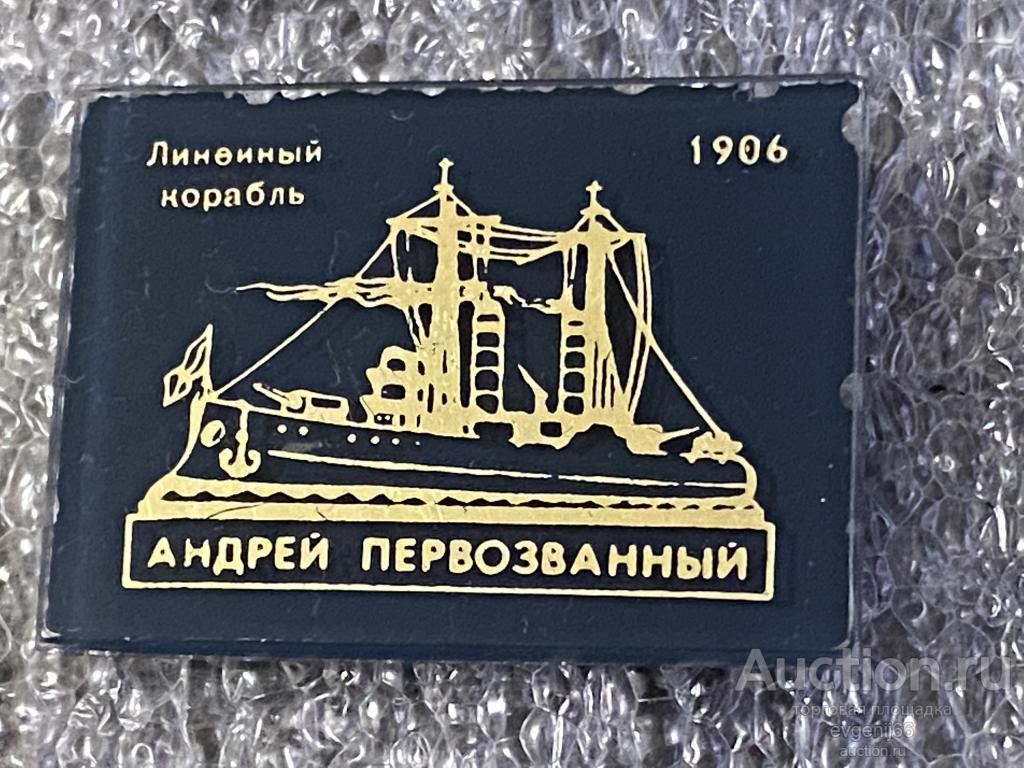 Линейный
корабль
1906
АНДРЕЙ ПЕРВОЗВАННЫЙ
Auction.ru
торговая площадка
evgenij66
auction.ru